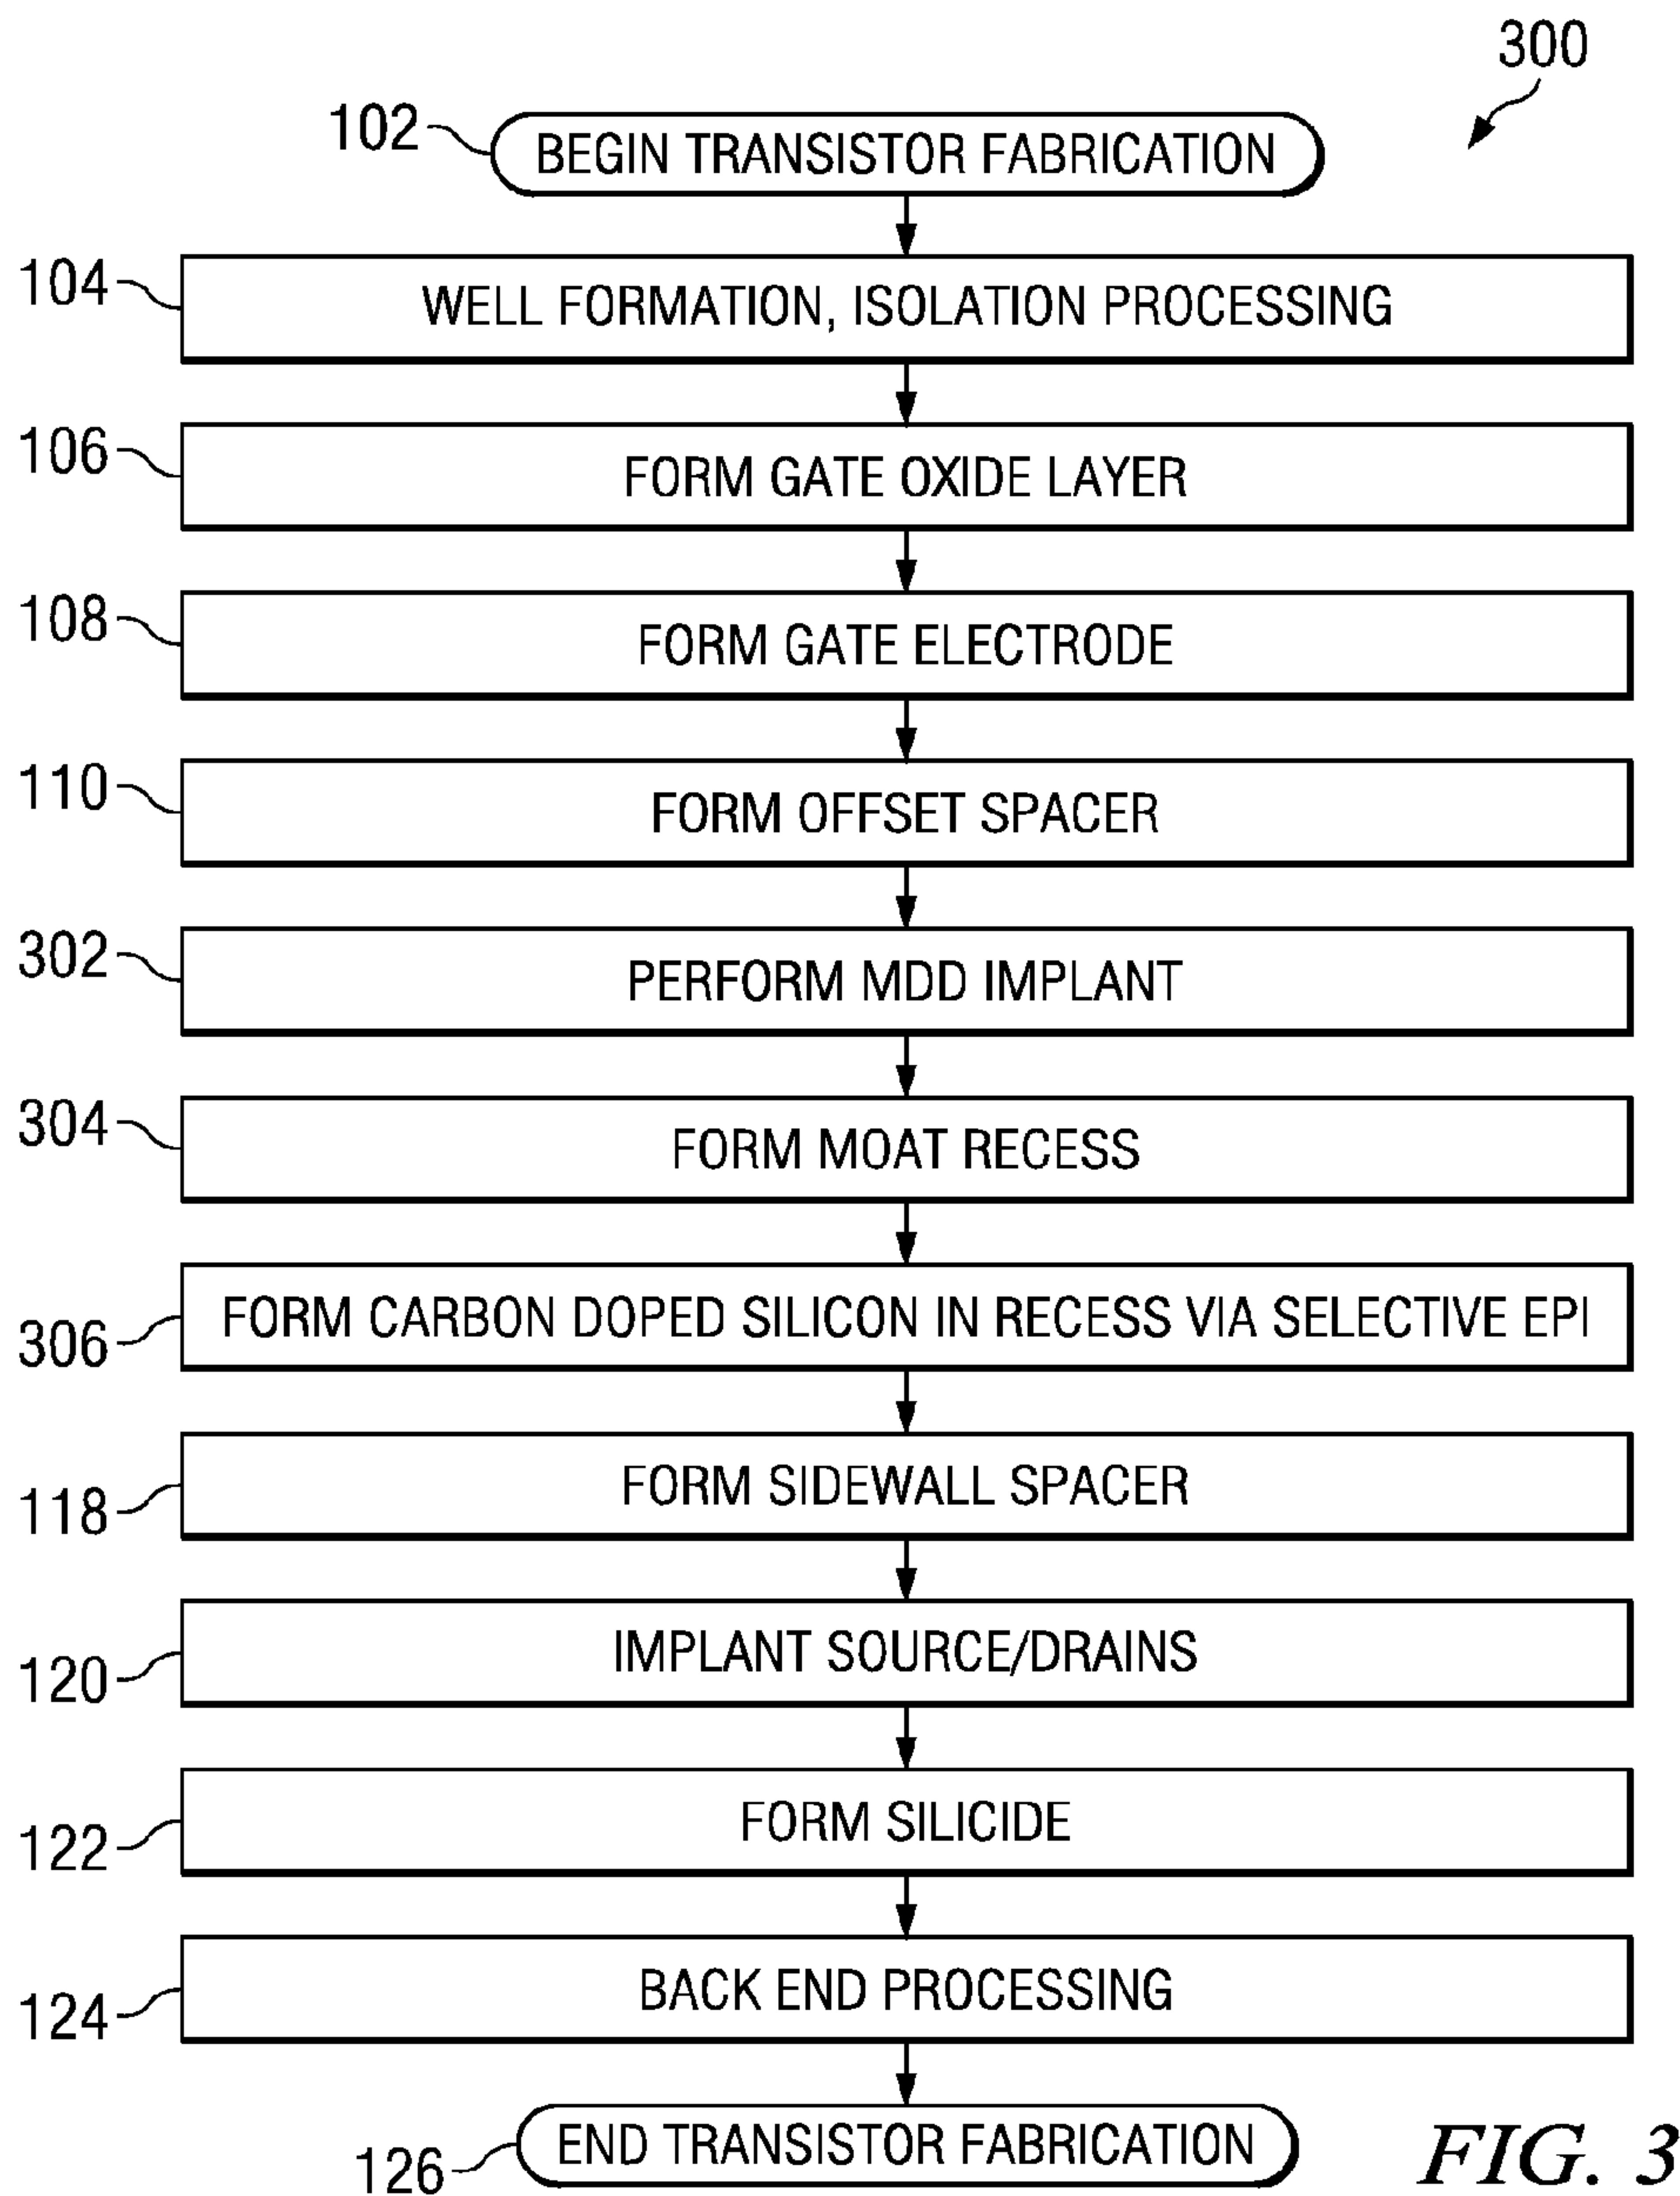 300
102 BEGIN TRANSISTOR FABRICATION
104 WELL FORMATION, ISOLATION PROCESSING
106 FORM GATE OXIDE LAYER
108 FORM GATE ELECTRODE
110 FORM OFFSET SPACER
302 PERFORM MDD IMPLANT
304 FORM MOAT RECESS
306 FORM CARBON DOPED SILICON IN RECESS VIA SELECTIVE EPI
118 FORM SIDEWALL SPACER
120 IMPLANT SOURCE/DRAINS
122 FORM SILICIDE
124 BACK END PROCESSING
126 END TRANSISTOR FABRICATION
FIG. 3